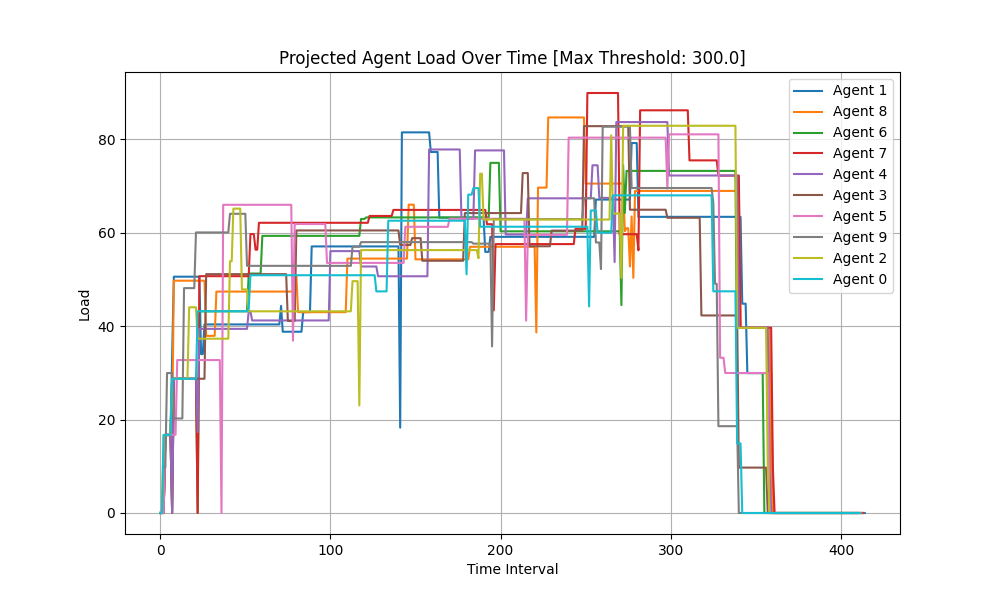 Projected Agent Load Over Time [Max Threshold: 300.0]
Load
80
60
40
20
0
0 100 200 300 400
Time Interval
Agent 1
Agent 8
Agent 6
Agent 7
Agent 4
Agent 3
Agent 5
Agent 9
Agent 2
Agent 0